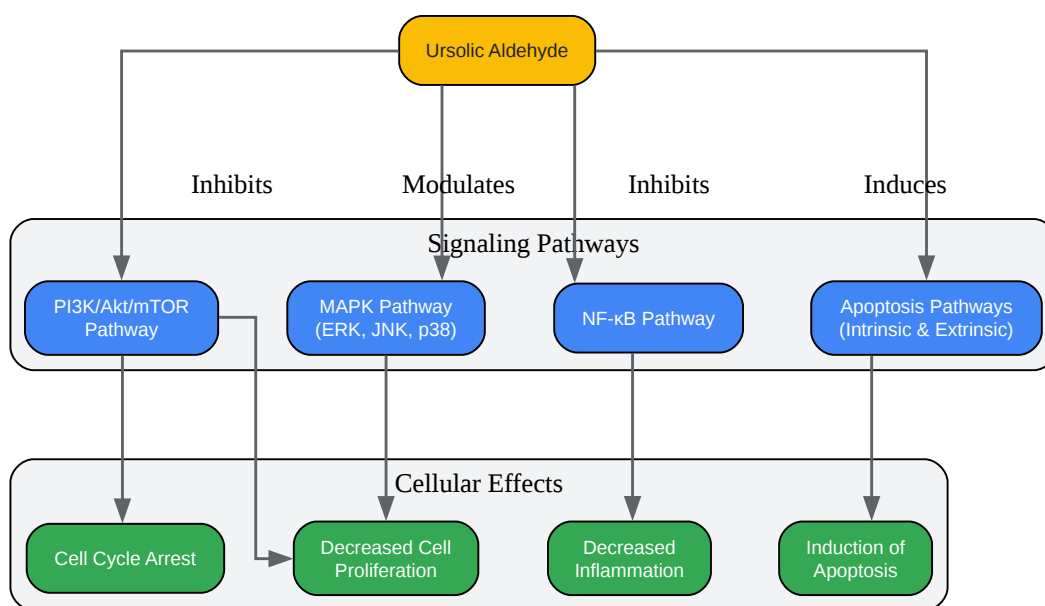 Ursolic Aldehyde
Inhibits
Modulates
Inhibits
Induces
Signaling Pathways
PI3K/Akt/mTOR
Pathway
MAPK Pathway
(ERK, JNK, p38)
NF-κB Pathway
Apoptosis Pathways
(Intrinsic & Extrinsic)
Cellular Effects
Cell Cycle Arrest
Decreased Cell
Proliferation
Decreased
Inflammation
Induction of
Apoptosis